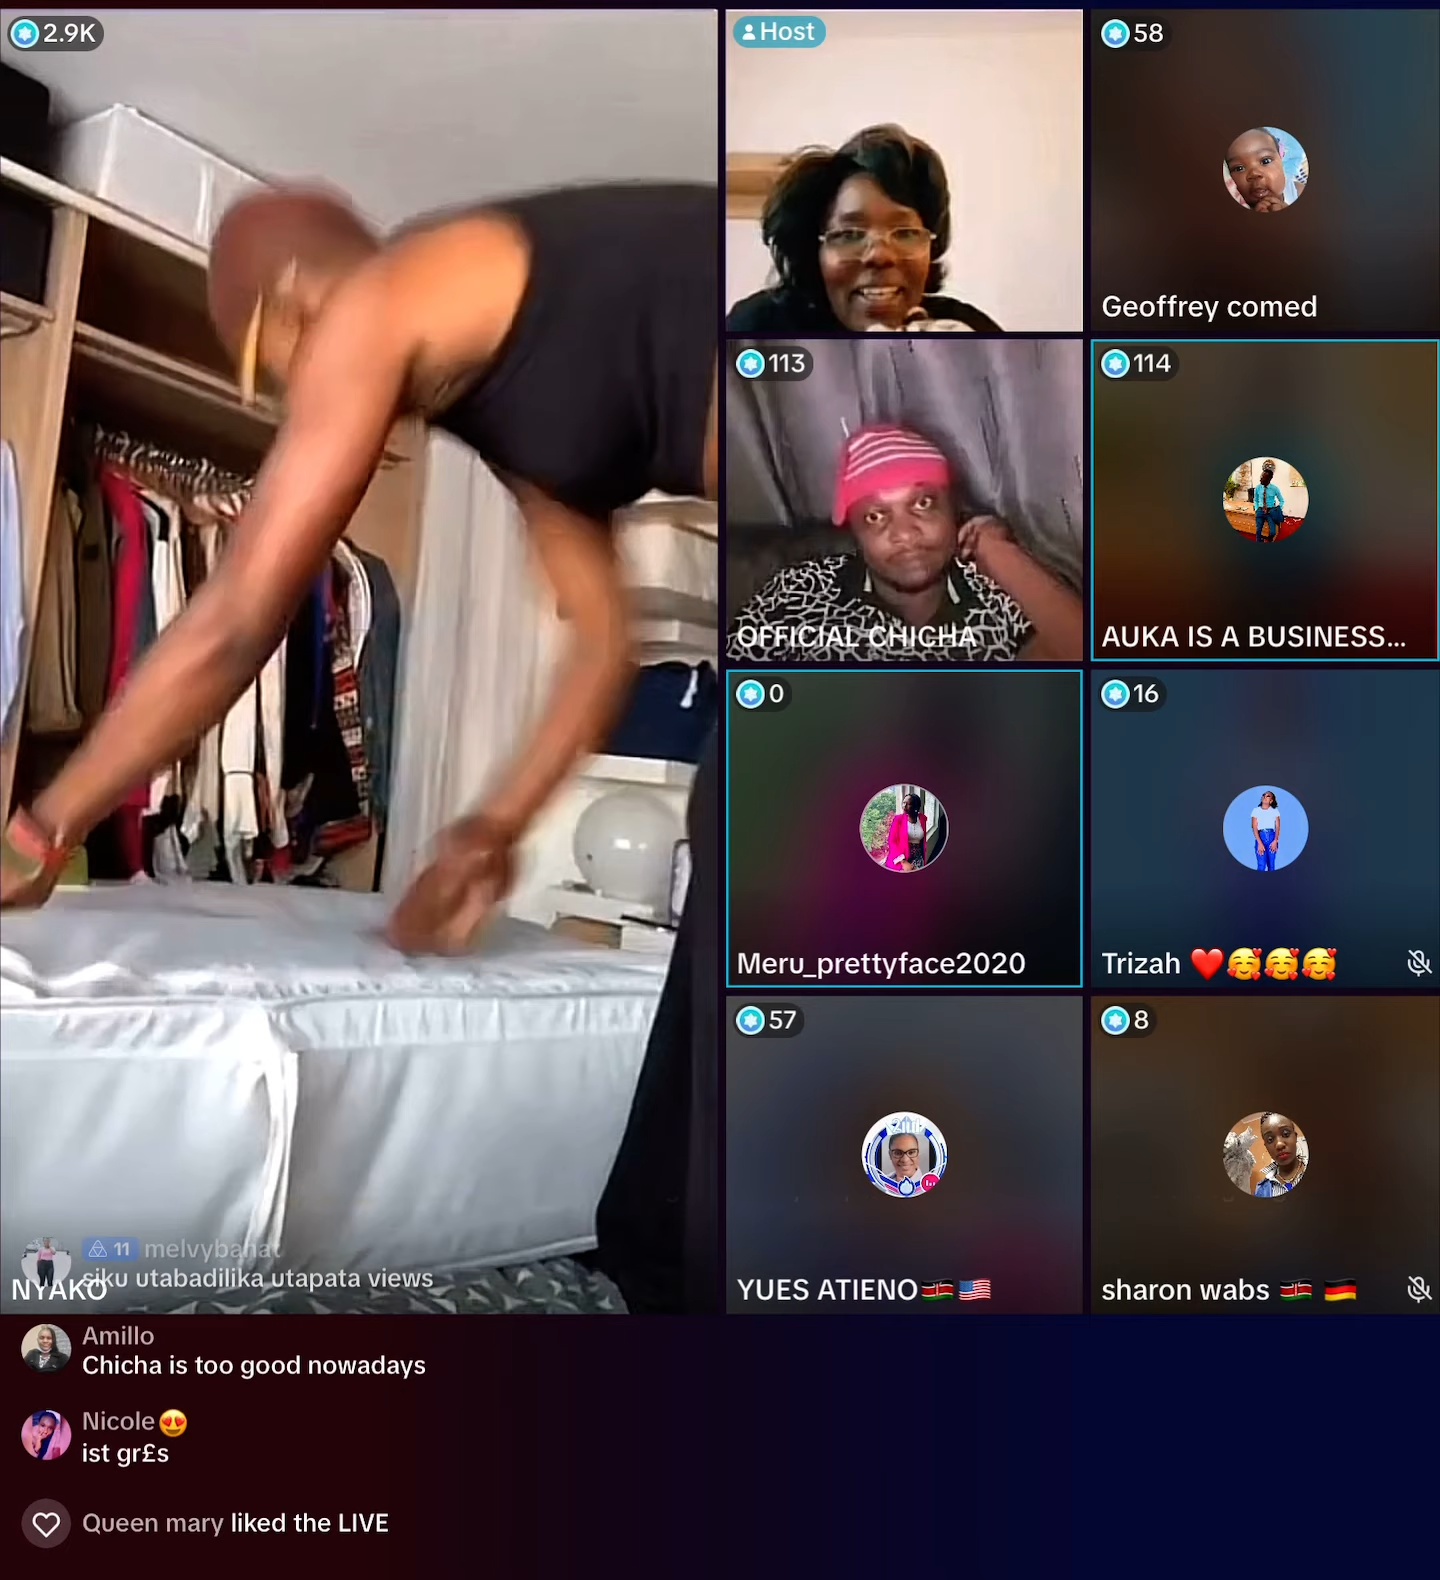 2.9K
Host
58
Geoffrey comed
113
OFFICIAL CHICHA
114
AUKA IS A BUSINESS...
0
Meru_prettyface2020
16
Trizah ❤️🥰🥰🥰
57
YUES ATIENO🇰🇪🇺🇸
8
sharon wabs 🇰🇪 🇩🇪
11 melvybahat
siku utabadilika utapata views
NYAKO
Amillo
Chicha is too good nowadays
Nicole😍
ist gr£s
Queen mary liked the LIVE